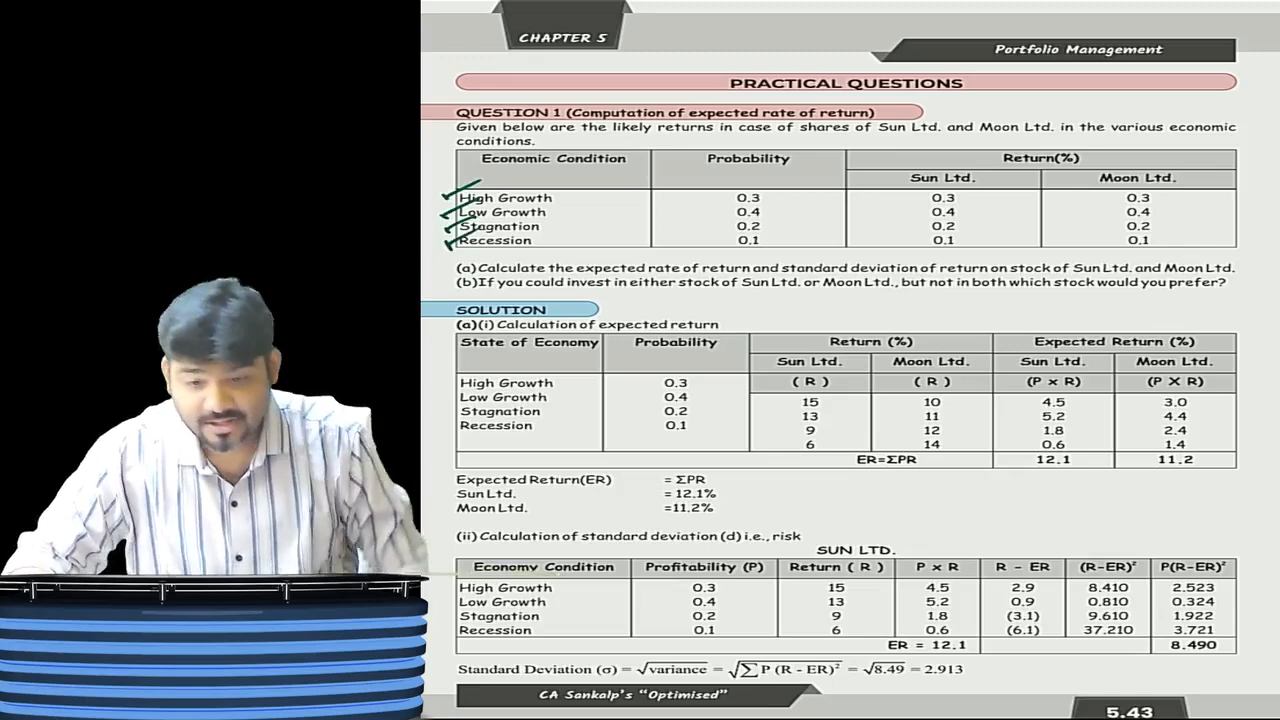 CHAPTER 5
Portfolio Management
PRACTICAL QUESTIONS
QUESTION 1 (Computation of expected rate of return)
Given below are the likely returns in case of shares of Sun Ltd. and Moon Ltd. in the various economic
conditions.
Economic Condition Probability Return(%)
Sun Ltd. Moon Ltd.
High Growth 0.3 0.3 0.3
Low Growth 0.4 0.4 0.4
Stagnation 0.2 0.2 0.2
Recession 0.1 0.1 0.1
(a) Calculate the expected rate of return and standard deviation of return on stock of Sun Ltd. and Moon Ltd.
(b) If you could invest in either stock of Sun Ltd. or Moon Ltd., but not in both which stock would you prefer?
SOLUTION
(a)(i) Calculation of expected return
State of Economy Probability Return (%) Expected Return (%)
Sun Ltd. Moon Ltd. Sun Ltd. Moon Ltd.
( R ) ( R ) (P x R) (P X R)
High Growth 0.3 15 10 4.5 3.0
Low Growth 0.4 13 11 5.2 4.4
Stagnation 0.2 9 12 1.8 2.4
Recession 0.1 6 14 0.6 1.4
ER=ΣPR 12.1 11.2
Expected Return(ER) = ΣPR
Sun Ltd. = 12.1%
Moon Ltd. =11.2%
(ii) Calculation of standard deviation (d) i.e., risk
SUN LTD.
Economy Condition Profitability (P) Return ( R ) P x R R - ER (R-ER)² P(R-ER)²
High Growth 0.3 15 4.5 2.9 8.410 2.523
Low Growth 0.4 13 5.2 0.9 0.810 0.324
Stagnation 0.2 9 1.8 (3.1) 9.610 1.922
Recession 0.1 6 0.6 (6.1) 37.210 3.721
ER = 12.1 8.490
Standard Deviation (σ) = √variance = √∑ P (R - ER)² = √8.49 = 2.913
CA Sankalp's "Optimised"
5.43